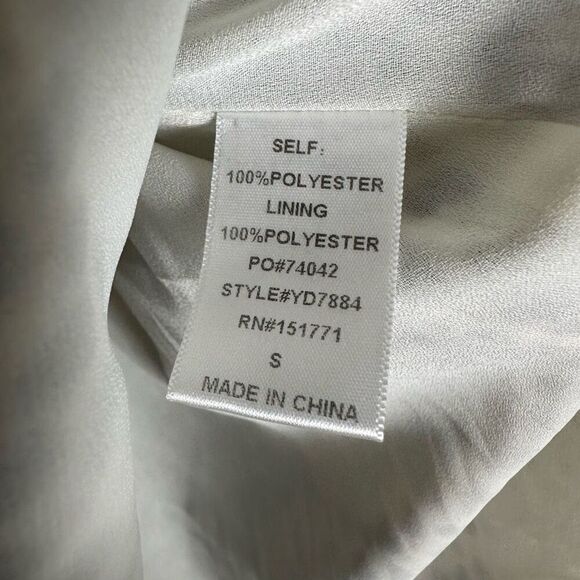 SELF:
100%POLYESTER
LINING
100%POLYESTER
PO#74042
STYLE#YD7884
RN#151771
S
MADE IN CHINA